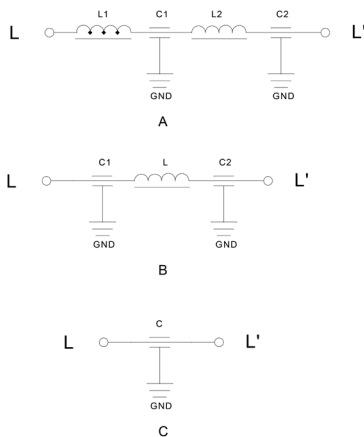 L1 C1 L2 C2
L L'
GND GND
A
C1 L C2
L L'
GND GND
B
C
L L'
GND
C